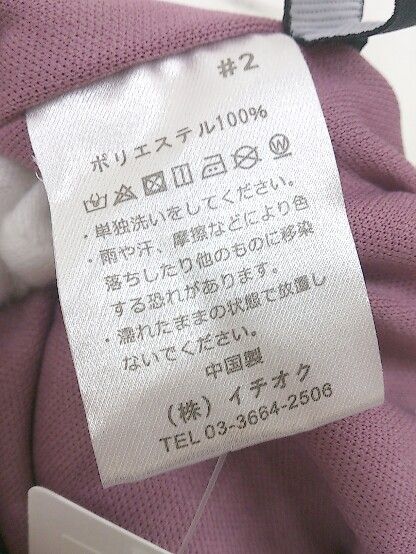 #2
ポリエステル100%
・単独洗いをしてください。
・雨や汗、摩擦などにより色
落ちしたり他のものに移染
する恐れがあります。
・濡れたままの状態で放置し
ないでください。
中国製
(株) イチオク
TEL 03-3664-2506